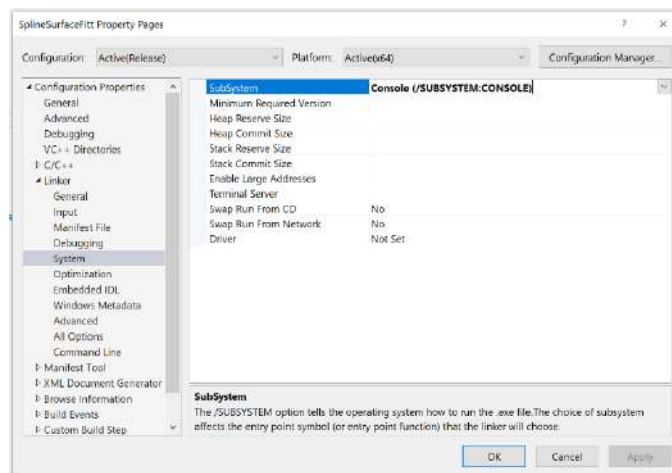 SplineSurfaceFitt Property Pages ? ×
Configuration: Active(Release) Platform: Active(x64) Configuration Manager...
Configuration Properties
General
Advanced
Debugging
VC++ Directories
C/C++
Linker
General
Input
Manifest File
Debugging
System
Optimization
Embedded IDL
Windows Metadata
Advanced
All Options
Command Line
Manifest Tool
XML Document Generator
Browse Information
Build Events
Custom Build Step
SubSystem Console (/SUBSYSTEM:CONSOLE)
Minimum Required Version
Heap Reserve Size
Heap Commit Size
Stack Reserve Size
Stack Commit Size
Enable Large Addresses
Terminal Server
Swap Run From CD No
Swap Run From Network No
Driver Not Set
SubSystem
The /SUBSYSTEM option tells the operating system how to run the .exe file.The choice of subsystem
affects the entry point symbol (or entry point function) that the linker will choose.
OK Cancel Apply